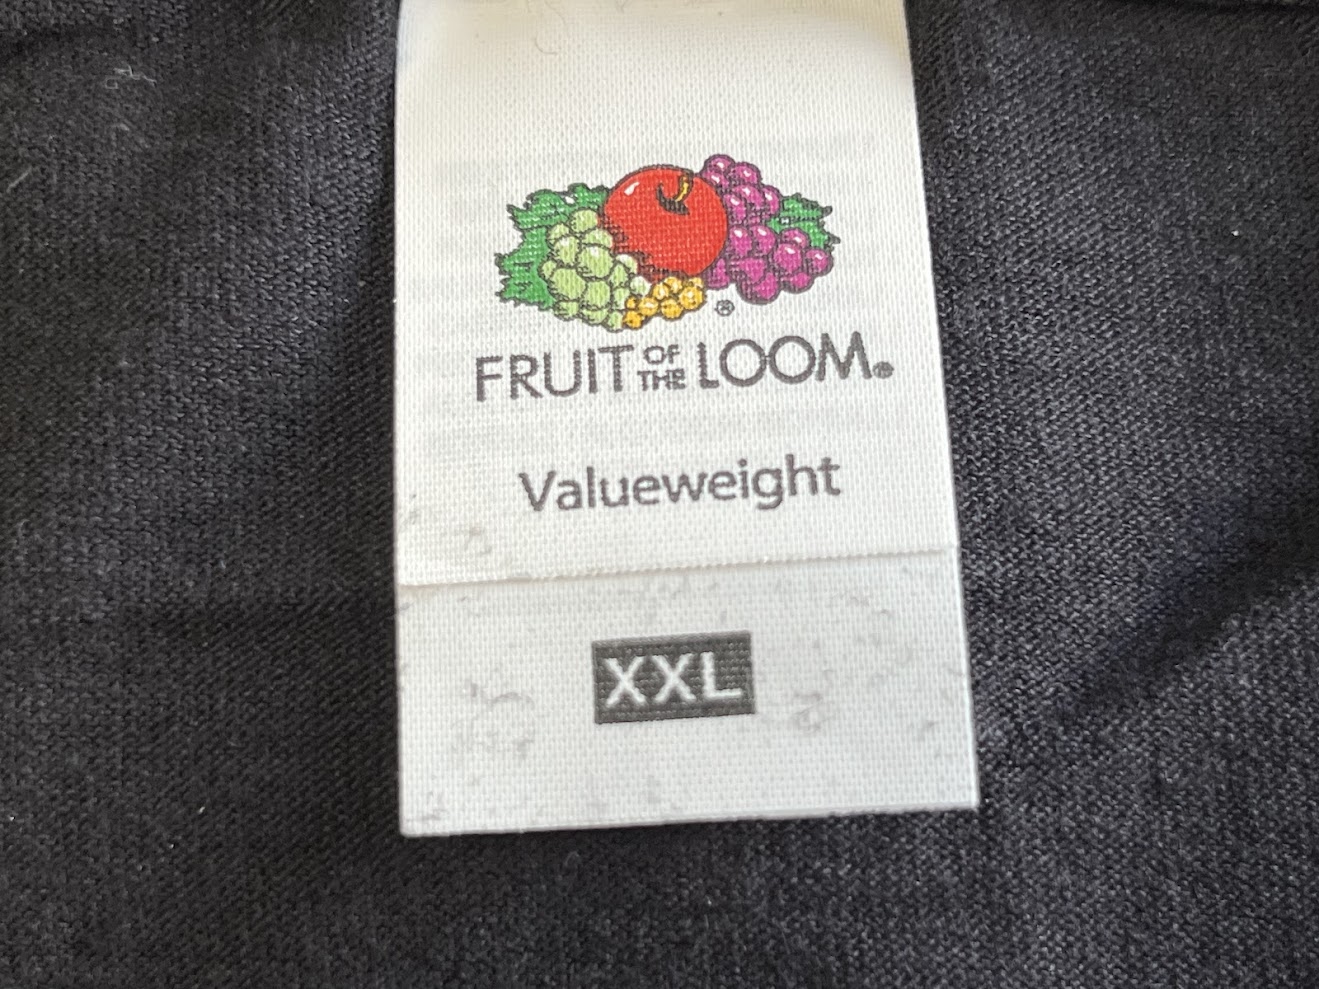 FRUIT OF THE LOOM®
Valueweight
XXL